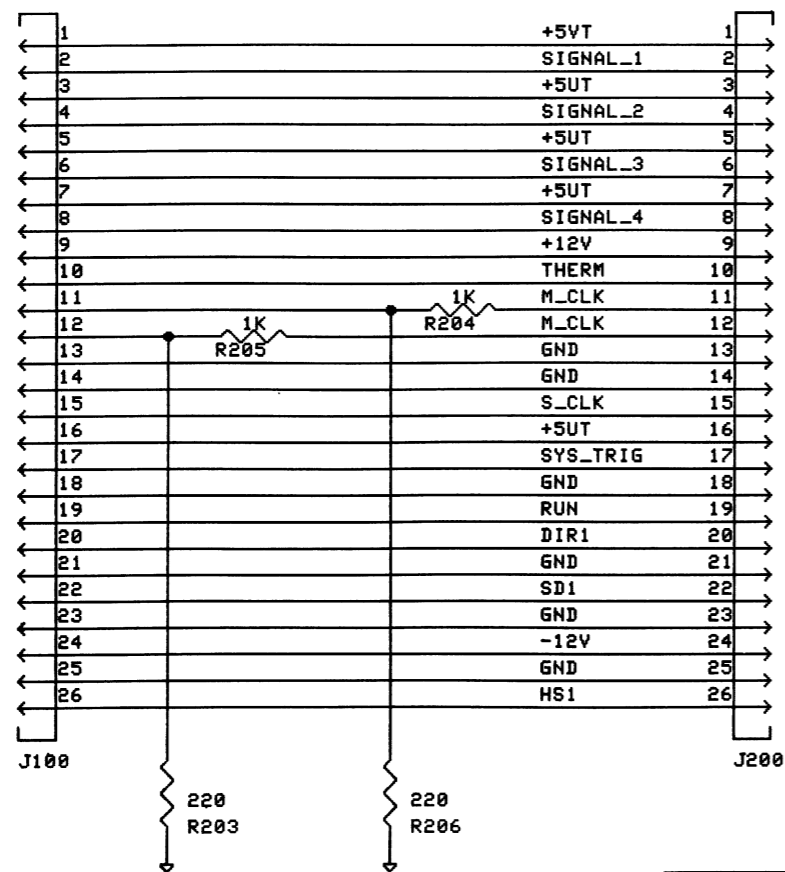 1 +5VT 1
2 SIGNAL_1 2
3 +5UT 3
4 SIGNAL_2 4
5 +5UT 5
6 SIGNAL_3 6
7 +5UT 7
8 SIGNAL_4 8
9 +12V 9
10 THERM 10
11 1K M_CLK 11
R204
12 1K M_CLK 12
R205
13 GND 13
14 GND 14
15 S_CLK 15
16 +5UT 16
17 SYS_TRIG 17
18 GND 18
19 RUN 19
20 DIR1 20
21 GND 21
22 SD1 22
23 GND 23
24 -12V 24
25 GND 25
26 HS1 26
J100 J200
220 220
R203 R206